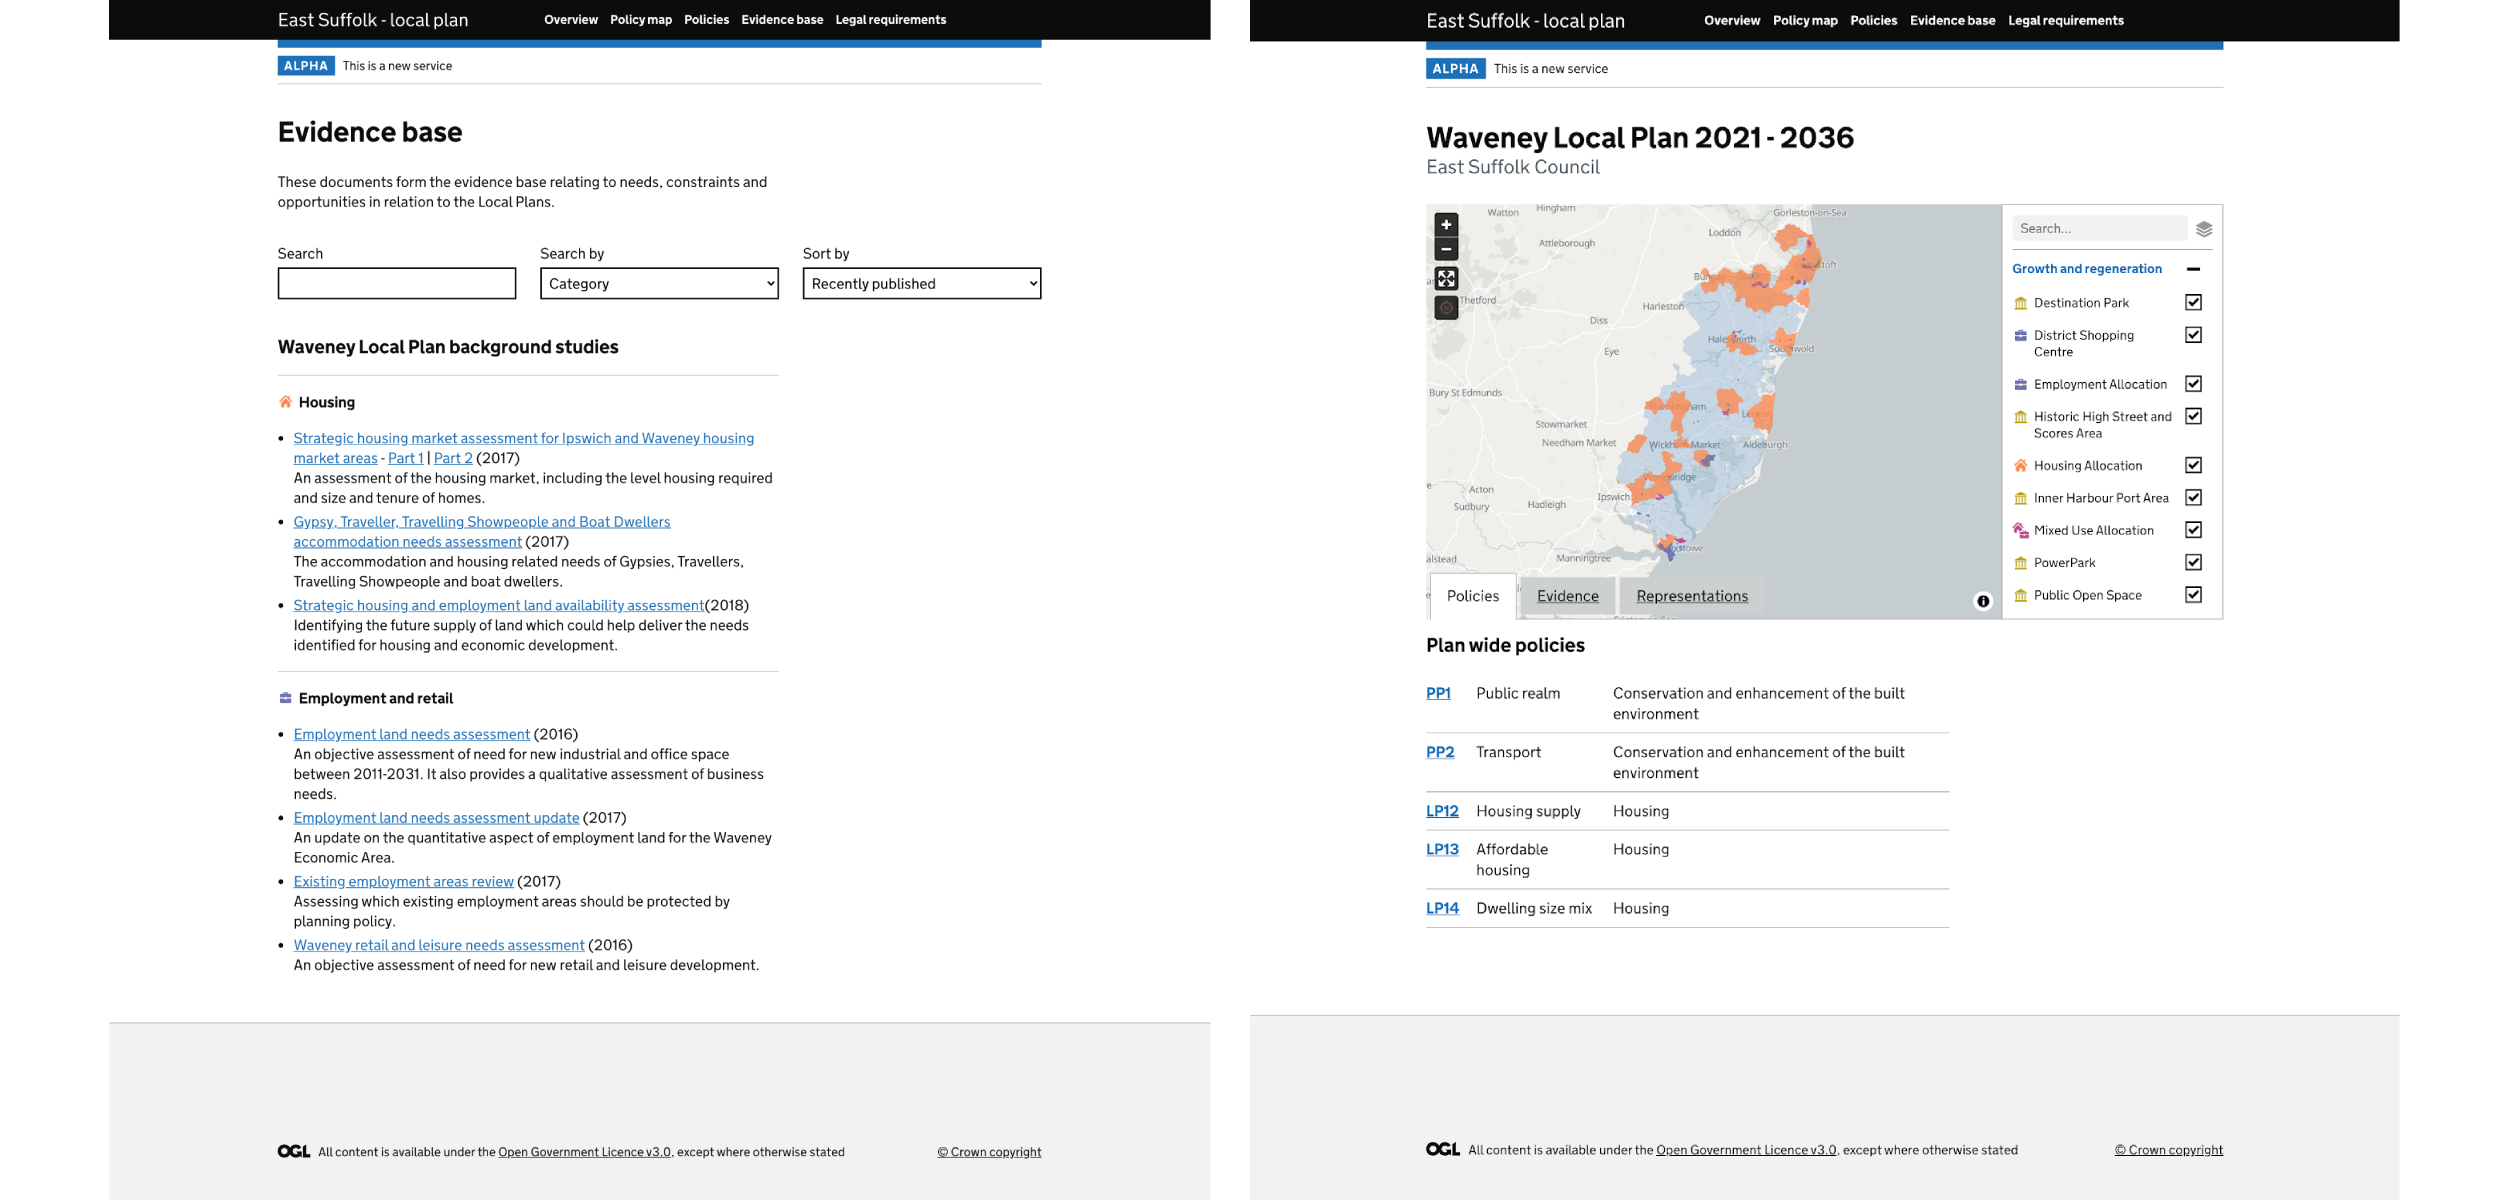 East Suffolk - local plan
Overview Policy map Policies Evidence base Legal requirements
ALPHA This is a new service
Evidence base
These documents form the evidence base relating to needs, constraints and
opportunities in relation to the Local Plans.
Search
Search by
Sort by
Category
Recently published
Waveney Local Plan background studies
Housing
• Strategic housing market assessment for Ipswich and Waveney housing
market areas - Part 1 | Part 2 (2017)
An assessment of the housing market, including the level housing required
and size and tenure of homes.
• Gypsy, Traveller, Travelling Showpeople and Boat Dwellers
accommodation needs assessment (2017)
The accommodation and housing related needs of Gypsies, Travellers,
Travelling Showpeople and boat dwellers.
• Strategic housing and employment land availability assessment(2018)
Identifying the future supply of land which could help deliver the needs
identified for housing and economic development.
Employment and retail
• Employment land needs assessment (2016)
An objective assessment of need for new industrial and office space
between 2011-2031. It also provides a qualitative assessment of business
needs.
• Employment land needs assessment update (2017)
An update on the quantitative aspect of employment land for the Waveney
Economic Area.
• Existing employment areas review (2017)
Assessing which existing employment areas should be protected by
planning policy.
• Waveney retail and leisure needs assessment (2016)
An objective assessment of need for new retail and leisure development.
OGL All content is available under the Open Government Licence v3.0, except where otherwise stated
© Crown copyright
East Suffolk - local plan
Overview Policy map Policies Evidence base Legal requirements
ALPHA This is a new service
Waveney Local Plan 2021 - 2036
East Suffolk Council
Watton
Hingham
Gorleston-on-Sea
Loddon
Attleborough
Thetford
Harleston
Diss
Halesworth
Southwold
Eye
Bury St Edmunds
Framlingham
Leiston
Stowmarket
Needham Market
Wickham Market
Aldeburgh
Woodbridge
Acton
Ipswich
Sudbury
Hadleigh
Manningtree
Policies
Evidence
Representations
Search...
Growth and regeneration
Destination Park
District Shopping
Centre
Employment Allocation
Historic High Street and
Scores Area
Housing Allocation
Inner Harbour Port Area
Mixed Use Allocation
PowerPark
Public Open Space
Plan wide policies
PP1 Public realm Conservation and enhancement of the built
environment
PP2 Transport Conservation and enhancement of the built
environment
LP12 Housing supply Housing
LP13 Affordable
housing
Housing
LP14 Dwelling size mix Housing
OGL All content is available under the Open Government Licence v3.0, except where otherwise stated
© Crown copyright